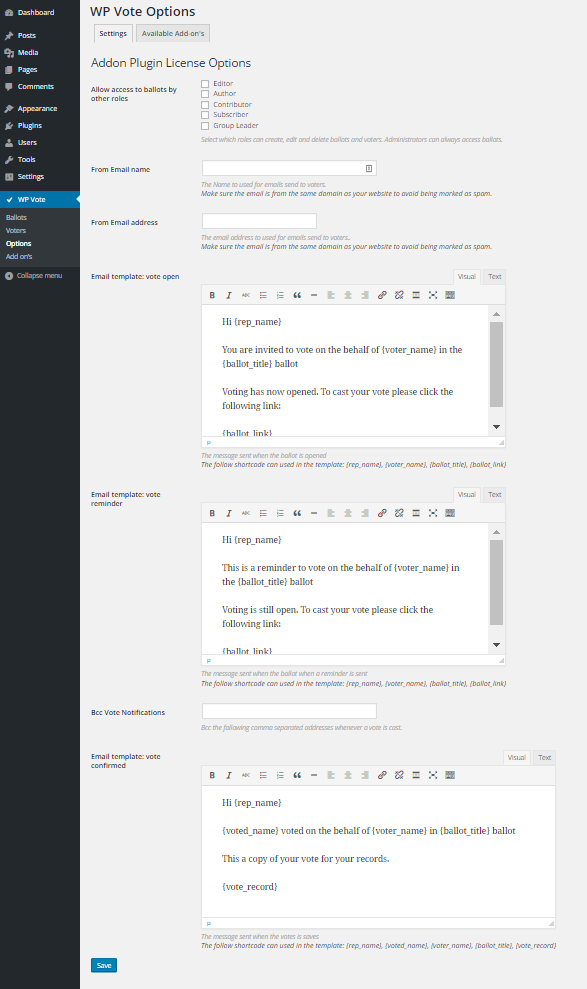 Dashboard
Posts
Media
Pages
Comments
Appearance
Plugins
Users
Tools
Settings
WP Vote
Ballots
Voters
Options
Add on's
Collapse menu
WP Vote Options
Settings Available Add-on's
Addon Plugin License Options
Allow access to ballots by
other roles
Editor
Author
Contributor
Subscriber
Group Leader
Select which roles can create, edit and delete ballots and voters. Administrators can always access ballots.
From Email name
The Name to used for emails send to voters.
Make sure the email is from the same domain as your website to avoid being marked as spam.
From Email address
The email address to used for emails send to voters..
Make sure the email is from the same domain as your website to avoid being marked as spam.
Email template: vote open
Visual Text
B I ABC
Hi {rep_name}
You are invited to vote on the behalf of {voter_name} in the
{ballot_title} ballot
Voting has now opened. To cast your vote please click the
following link:
{ballot_link}
P
The message sent when the ballot is opened
The follow shortcode can used in the template: {rep_name}, {voter_name}, {ballot_title}, {ballot_link}
Email template: vote
reminder
Visual Text
B I ABC
Hi {rep_name}
This is a reminder to vote on the behalf of {voter_name} in
the {ballot_title} ballot
Voting is still open. To cast your vote please click the
following link:
{ballot_link}
P
The message sent when the ballot when a reminder is sent
The follow shortcode can used in the template: {rep_name}, {voter_name}, {ballot_title}, {ballot_link}
Bcc Vote Notifications
Bcc the following comma separated addresses whenever a vote is cast.
Email template: vote
confirmed
Visual Text
B I ABC
Hi {rep_name}
{voted_name} voted on the behalf of {voter_name} in {ballot_title} ballot
This a copy of your vote for your records.
{vote_record}
P
The message sent when the votes is saves
The follow shortcode can used in the template: {rep_name}, {voted_name}, {voter_name}, {ballot_title}, {vote_record}
Save